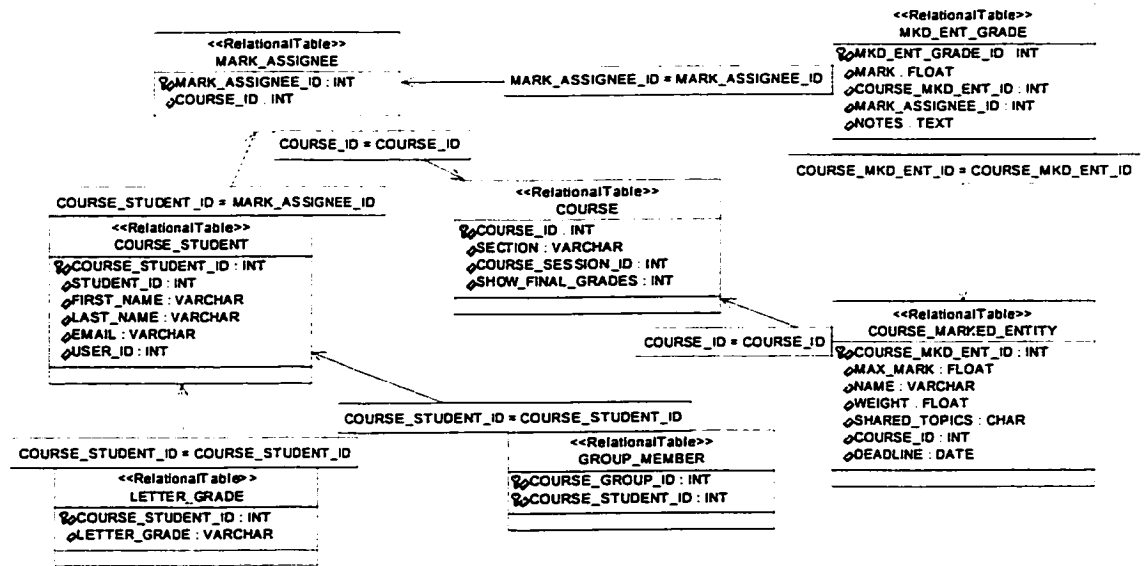 <<RelationalTable>>
MARK_ASSIGNEE
MARK_ASSIGNEE_ID : INT
COURSE_ID : INT
MARK_ASSIGNEE_ID = MARK_ASSIGNEE_ID
<<RelationalTable>>
MKD_ENT_GRADE
MKD_ENT_GRADE_ID : INT
MARK : FLOAT
COURSE_MKD_ENT_ID : INT
MARK_ASSIGNEE_ID : INT
NOTES : TEXT
COURSE_ID = COURSE_ID
COURSE_MKD_ENT_ID = COURSE_MKD_ENT_ID
COURSE_STUDENT_ID = MARK_ASSIGNEE_ID
<<RelationalTable>>
COURSE_STUDENT
COURSE_STUDENT_ID : INT
STUDENT_ID : INT
FIRST_NAME : VARCHAR
LAST_NAME : VARCHAR
EMAIL : VARCHAR
USER_ID : INT
<<RelationalTable>>
COURSE
COURSE_ID : INT
SECTION : VARCHAR
COURSE_SESSION_ID : INT
SHOW_FINAL_GRADES : INT
COURSE_ID = COURSE_ID
<<RelationalTable>>
COURSE_MARKED_ENTITY
COURSE_MKD_ENT_ID : INT
MAX_MARK : FLOAT
NAME : VARCHAR
WEIGHT : FLOAT
SHARED_TOPICS : CHAR
COURSE_ID : INT
DEADLINE : DATE
COURSE_STUDENT_ID = COURSE_STUDENT_ID
<<RelationalTable>>
GROUP_MEMBER
COURSE_GROUP_ID : INT
COURSE_STUDENT_ID : INT
COURSE_STUDENT_ID = COURSE_STUDENT_ID
<<RelationalTable>>
LETTER_GRADE
COURSE_STUDENT_ID : INT
LETTER_GRADE : VARCHAR